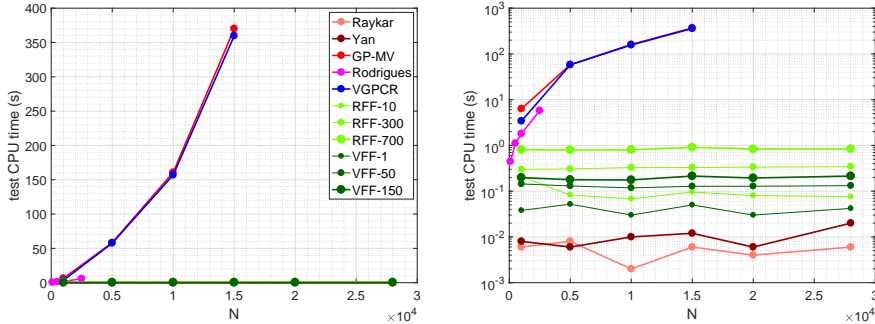 test CPU time (s)
400
350
300
250
200
150
100
50
0
0
0.5
1
1.5
2
2.5
3
N
×10⁴
Raykar
Yan
GP-MV
Rodrigues
VGPCR
RFF-10
RFF-300
RFF-700
VFF-1
VFF-50
VFF-150
test CPU time (s)
10³
10²
10¹
10⁰
10⁻¹
10⁻²
10⁻³
0
0.5
1
1.5
2
2.5
3
N
×10⁴